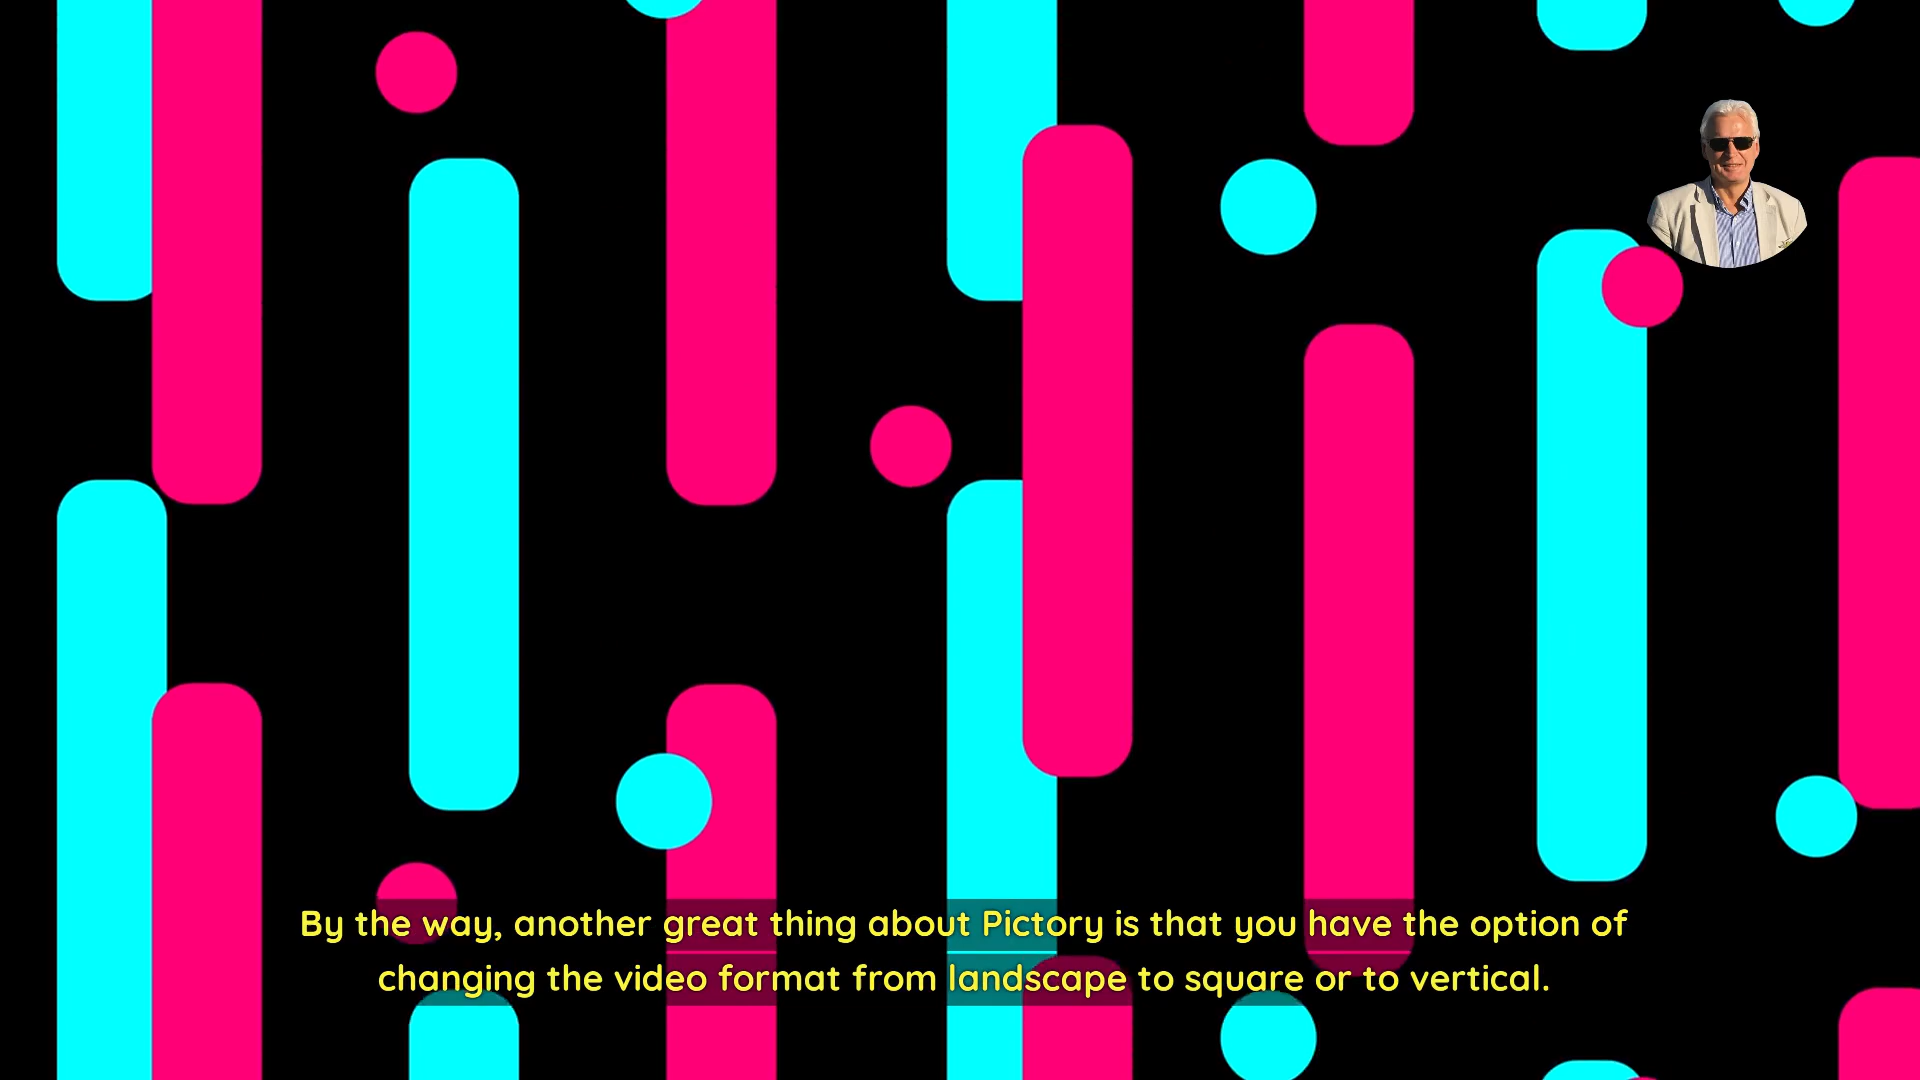 By the way, another great thing about Pictory is that you have the option of
changing the video format from landscape to square or to vertical.